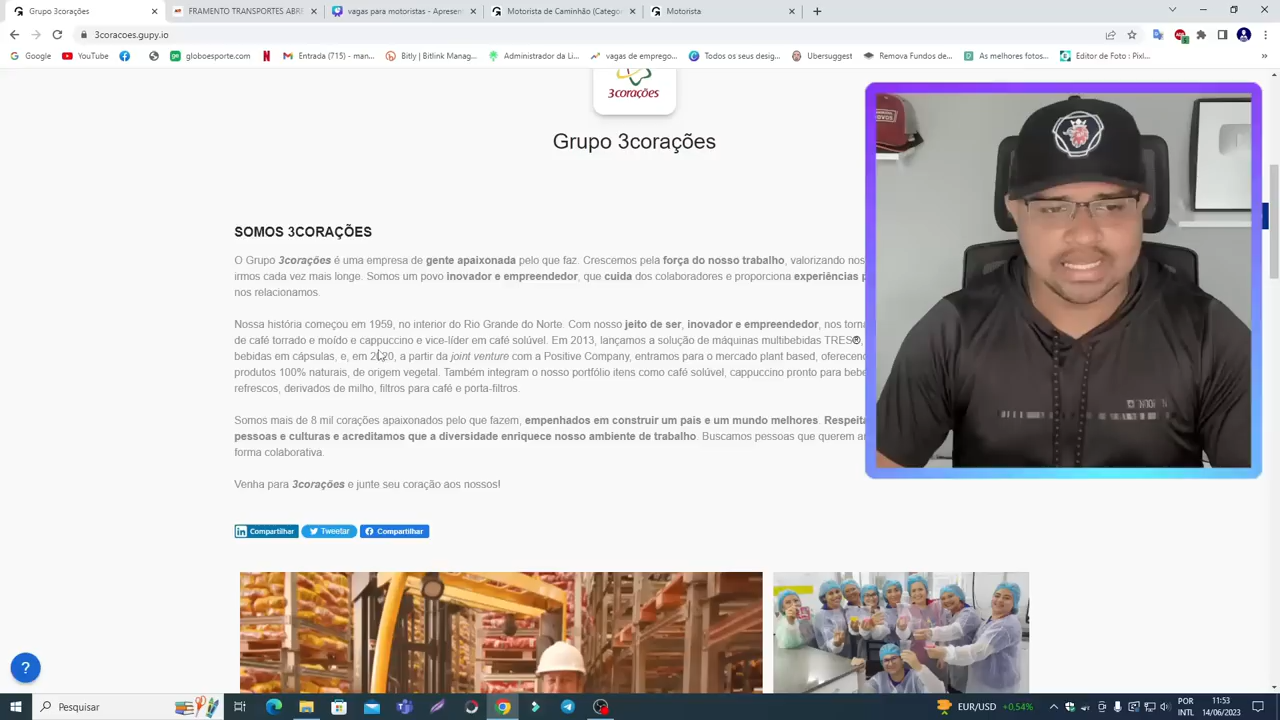 Grupo 3corações
FRAMENTO TRANSPORTES ABRE
vagas para motoristas - Apresen
Motorista de Caminhão (Catego
Motorista
3coracoes.gupy.io
Google
YouTube
globoesporte.com
Entrada (715) - man...
Bitly | Bitlink Manag...
Administrador da Li...
vagas de emprego...
Todos os seus desig...
Ubersuggest
Remova Fundos de...
As melhores fotos...
Editor de Foto : Pixl...
3corações
Grupo 3corações
SOMOS 3CORAÇÕES
O Grupo 3corações é uma empresa de gente apaixonada pelo que faz. Crescemos pela força do nosso trabalho, valorizando nos
irmos cada vez mais longe. Somos um povo inovador e empreendedor, que cuida dos colaboradores e proporciona experiências p
nos relacionamos.
Nossa história começou em 1959, no interior do Rio Grande do Norte. Com nosso jeito de ser, inovador e empreendedor, nos torna
de café torrado e moído e cappuccino e vice-líder em café solúvel. Em 2013, lançamos a solução de máquinas multibebidas TRES®,
bebidas em cápsulas, e, em 2020, a partir da joint venture com a Positive Company, entramos para o mercado plant based, oferecend
produtos 100% naturais, de origem vegetal. Também integram o nosso portfólio itens como café solúvel, cappuccino pronto para bebe
refrescos, derivados de milho, filtros para café e porta-filtros.
Somos mais de 8 mil corações apaixonados pelo que fazem, empenhados em construir um país e um mundo melhores. Respeita
pessoas e culturas e acreditamos que a diversidade enriquece nosso ambiente de trabalho. Buscamos pessoas que querem ap
forma colaborativa.
Venha para 3corações e junte seu coração aos nossos!
Compartilhar
Tweetar
Compartilhar
?
Pesquisar
EUR/USD +0,54%
POR
INTL
11:53
14/06/2023